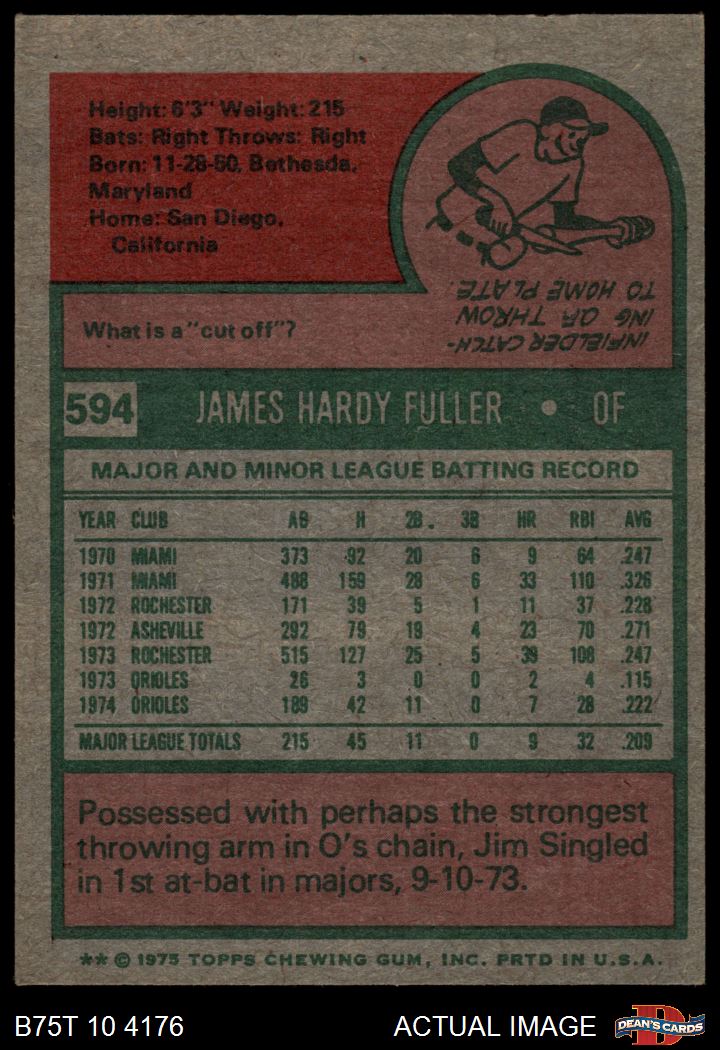 Height: 6'3" Weight: 215
Bats: Right Throws: Right
Born: 11-28-50, Bethesda,
Maryland
Home: San Diego,
California
What is a "cut off"?
INFIELDER CATCH-
ING OR THROW
TO HOME PLATE.
594 JAMES HARDY FULLER • OF
MAJOR AND MINOR LEAGUE BATTING RECORD
YEAR CLUB AB H 2B. 3B HR RBI AVG
1970 MIAMI 373 92 20 6 9 64 .247
1971 MIAMI 488 159 28 6 33 110 .326
1972 ROCHESTER 171 39 5 1 11 37 .228
1972 ASHEVILLE 292 79 19 4 23 70 .271
1973 ROCHESTER 515 127 25 5 39 108 .247
1973 ORIOLES 26 3 0 0 2 4 .115
1974 ORIOLES 189 42 11 0 7 28 .222
MAJOR LEAGUE TOTALS 215 45 11 0 9 32 .209
Possessed with perhaps the strongest
throwing arm in O's chain, Jim Singled
in 1st at-bat in majors, 9-10-73.
** © 1975 TOPPS CHEWING GUM, INC. PRTD IN U.S.A.
B75T 10 4176 ACTUAL IMAGE DEAN'S CARDS